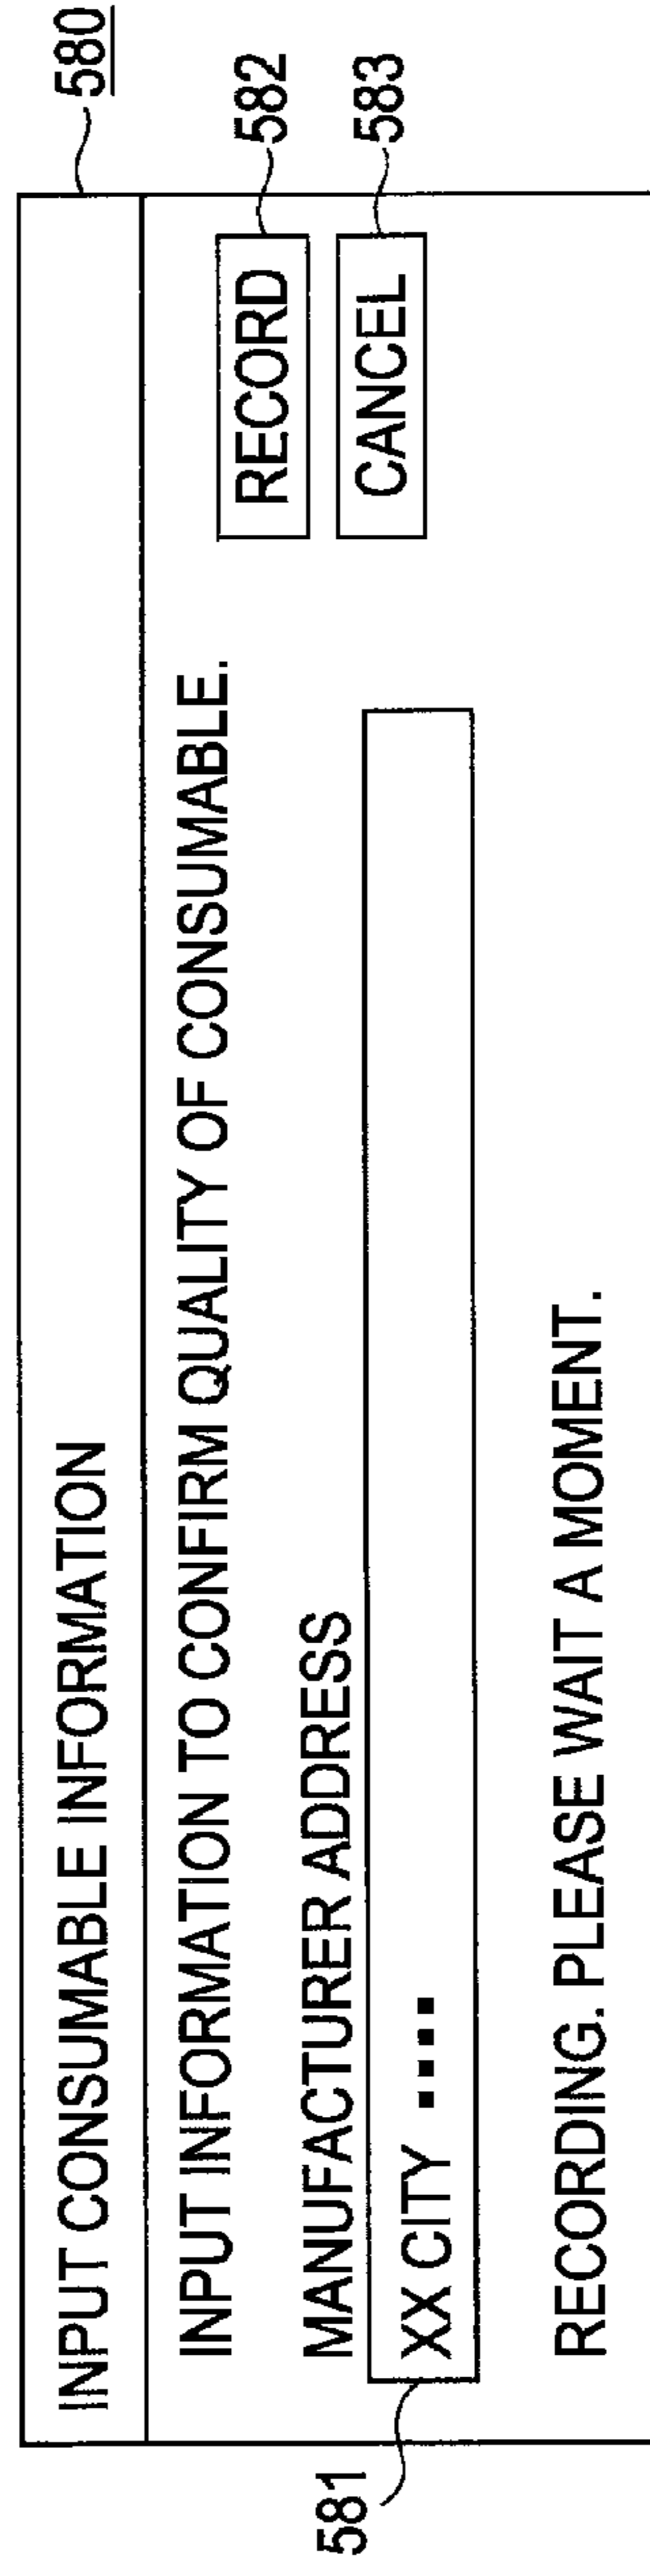 580
INPUT CONSUMABLE INFORMATION
INPUT INFORMATION TO CONFIRM QUALITY OF CONSUMABLE.
RECORD
582
MANUFACTURER ADDRESS
CANCEL
583
581
XX CITY ▪▪▪▪
RECORDING. PLEASE WAIT A MOMENT.